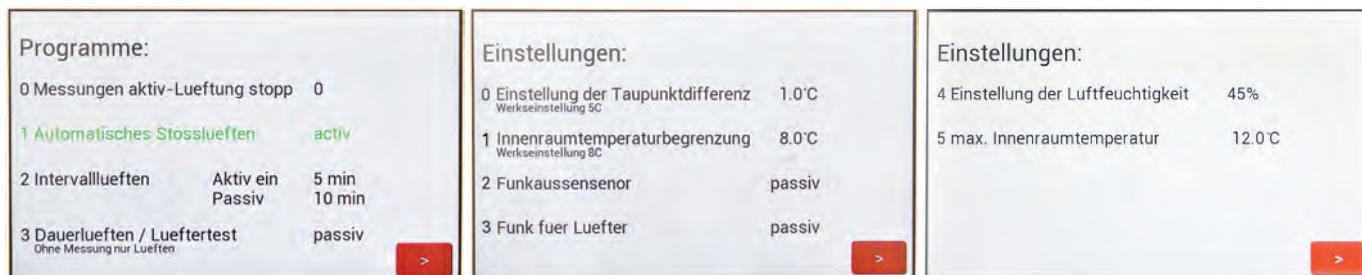 Programme:
0 Messungen aktiv-Lueftung stopp 0
1 Automatisches Stosslueften activ
2 Intervalllueften Aktiv ein 5 min
Passiv 10 min
3 Dauerlueften / Lueftertest passiv
Ohne Messung nur Lueften
>
Einstellungen:
0 Einstellung der Taupunktdifferenz 1.0°C
Werkseinstellung 5C
1 Innenraumtemperaturbegrenzung 8.0°C
Werkseinstellung 8C
2 Funkaussensenor passiv
3 Funk fuer Luefter passiv
>
Einstellungen:
4 Einstellung der Luftfeuchtigkeit 45%
5 max. Innenraumtemperatur 12.0°C
>